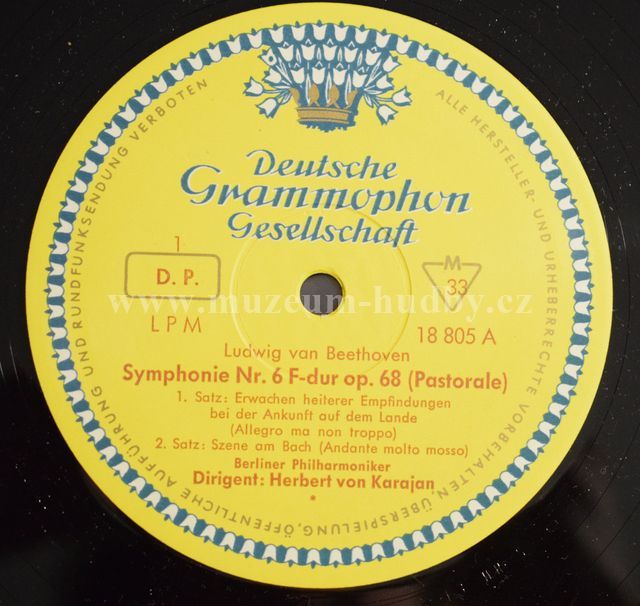 Deutsche
Grammophon
Gesellschaft
1
D. P.
LPM
M
33
18 805 A
www.muzeum-hudby.cz
Ludwig van Beethoven
Symphonie Nr. 6 F-dur op. 68 (Pastorale)
1. Satz: Erwachen heiterer Empfindungen
bei der Ankunft auf dem Lande
(Allegro ma non troppo)
2. Satz: Szene am Bach (Andante molto mosso)
Berliner Philharmoniker
Dirigent: Herbert von Karajan
*
ALLE HERSTELLER- UND URHEBERRECHTE VORBEHALTEN, ÜBERSPIELUNG, ÖFFENTLICHE AUFFÜHRUNG UND RUNDFUNKSENDUNG VERBOTEN